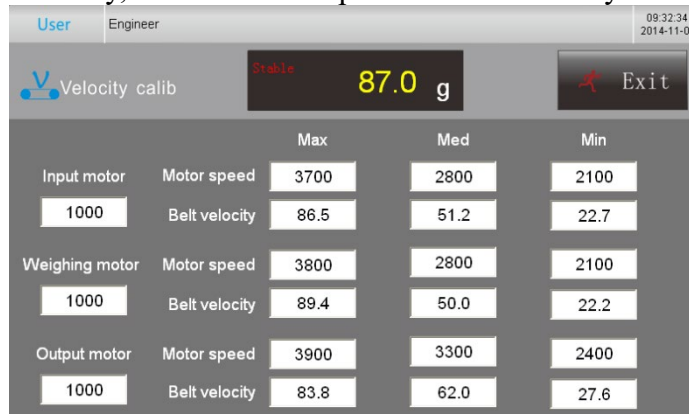 User Engineer 09:32:34
2014-11-0
Velocity calib Stable 87.0 g Exit
Max Med Min
Input motor Motor speed 3700 2800 2100
1000 Belt velocity 86.5 51.2 22.7
Weighing motor Motor speed 3800 2800 2100
1000 Belt velocity 89.4 50.0 22.2
Output motor Motor speed 3900 3300 2400
1000 Belt velocity 83.8 62.0 27.6